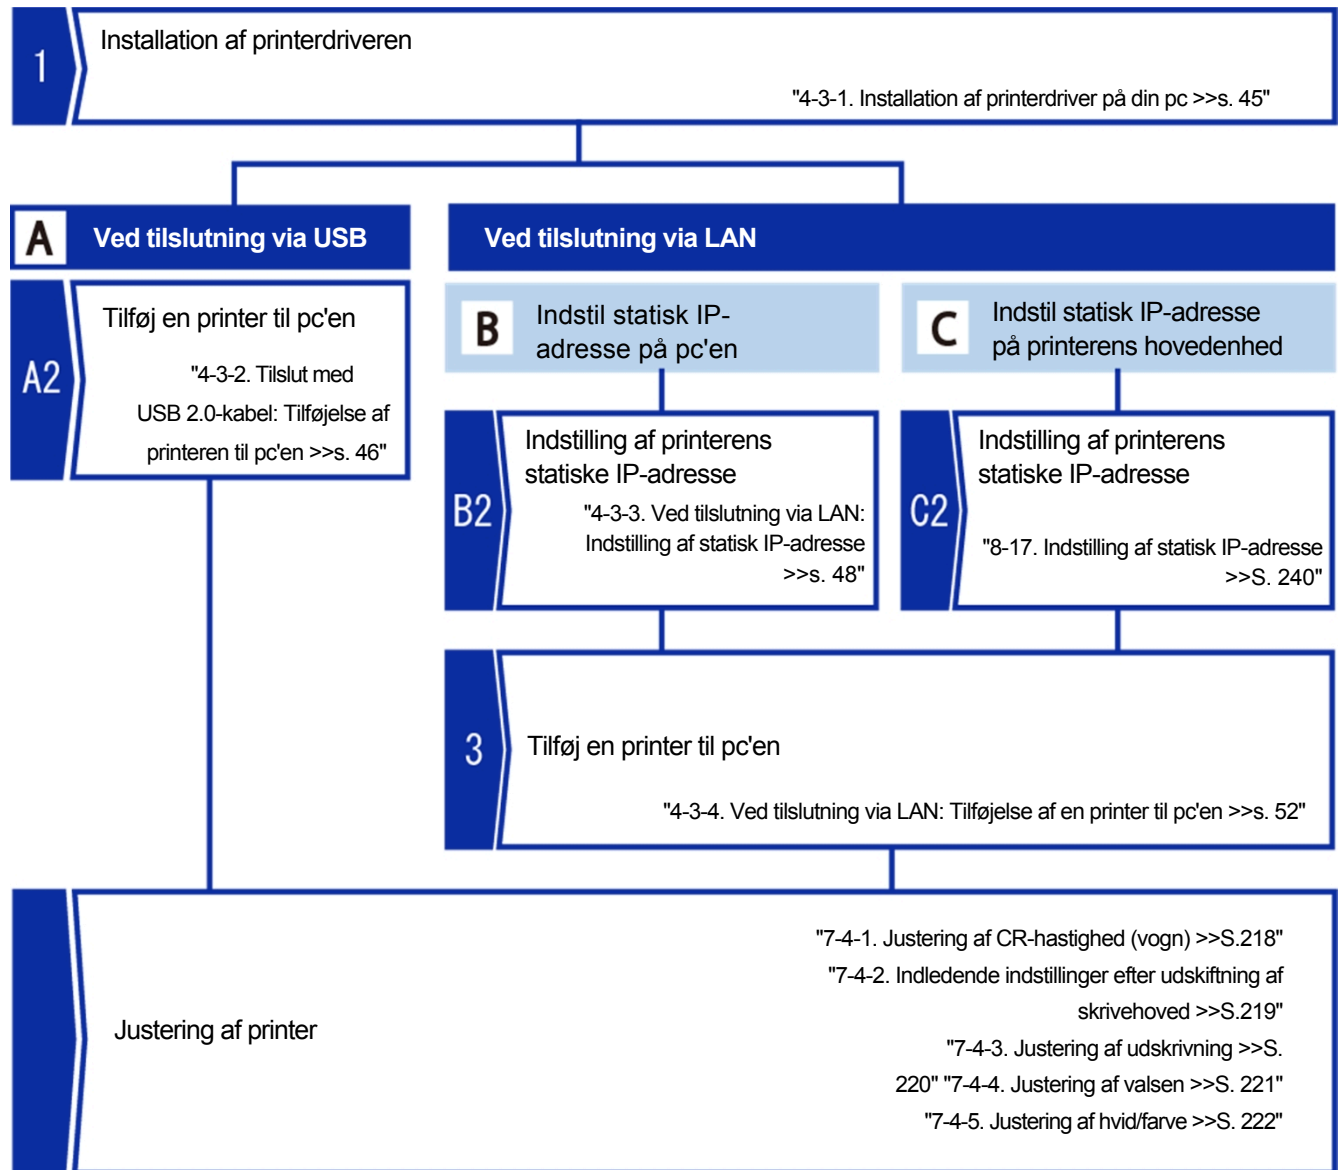 1
Installation af printerdriveren
"4-3-1. Installation af printerdriver på din pc >>s. 45"
A
Ved tilslutning via USB
A2
Tilføj en printer til pc'en
"4-3-2. Tilslut med
USB 2.0-kabel: Tilføjelse af
printeren til pc'en >>s. 46"
Ved tilslutning via LAN
B
Indstil statisk IP-
adresse på pc'en
B2
Indstilling af printerens
statiske IP-adresse
"4-3-3. Ved tilslutning via LAN:
Indstilling af statisk IP-adresse
>>s. 48"
C
Indstil statisk IP-adresse
på printerens hovedenhed
C2
Indstilling af printerens
statiske IP-adresse
"8-17. Indstilling af statisk IP-adresse
>>S. 240"
3
Tilføj en printer til pc'en
"4-3-4. Ved tilslutning via LAN: Tilføjelse af en printer til pc'en >>s. 52"
Justering af printer
"7-4-1. Justering af CR-hastighed (vogn) >>S.218"
"7-4-2. Indledende indstillinger efter udskiftning af
skrivehoved >>S.219"
"7-4-3. Justering af udskrivning >>S.
220" "7-4-4. Justering af valsen >>S. 221"
"7-4-5. Justering af hvid/farve >>S. 222"